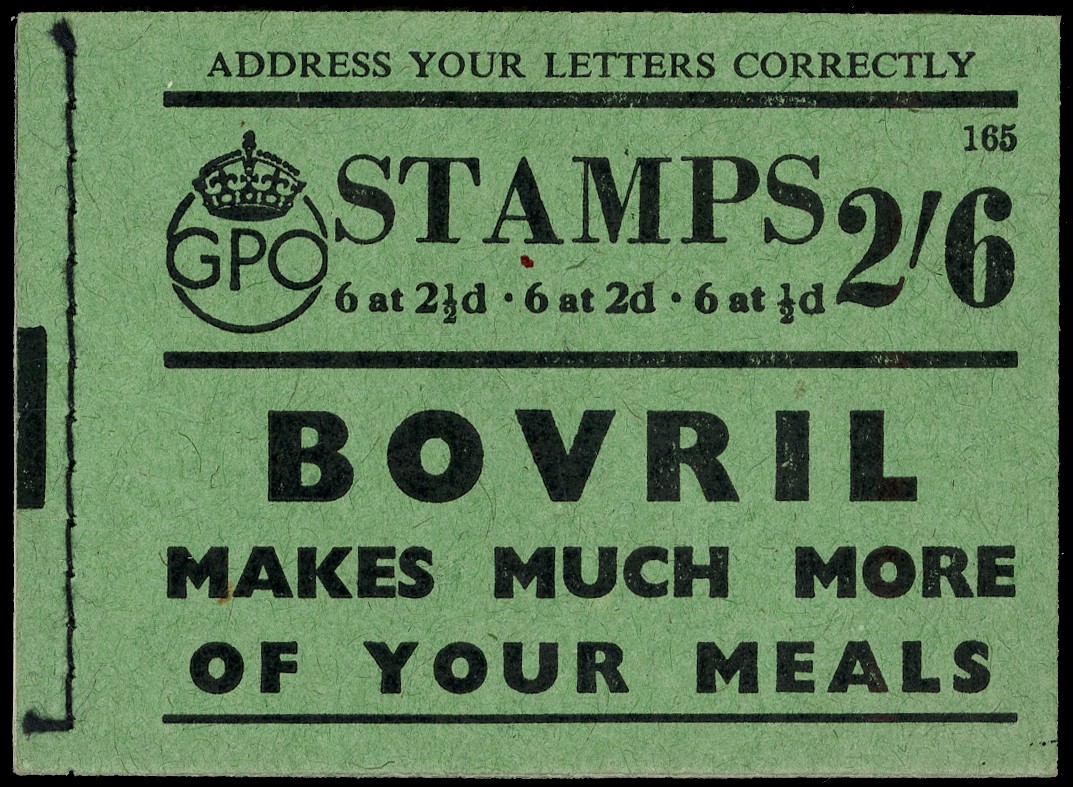 ADDRESS YOUR LETTERS CORRECTLY
165
GPO STAMPS 2/6
6 at 2½d · 6 at 2d · 6 at ½d
BOVRIL
MAKES MUCH MORE
OF YOUR MEALS